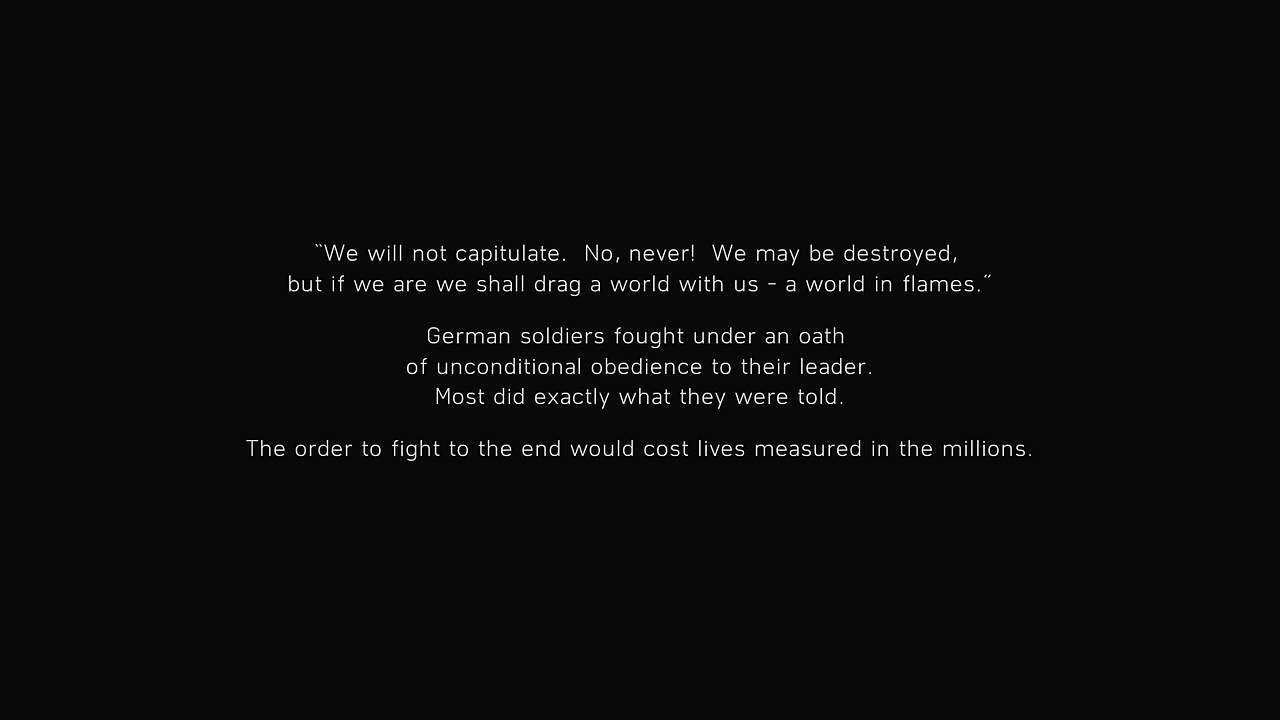 “We will not capitulate.  No, never!  We may be destroyed,
but if we are we shall drag a world with us - a world in flames.”
German soldiers fought under an oath
of unconditional obedience to their leader.
Most did exactly what they were told.
The order to fight to the end would cost lives measured in the millions.